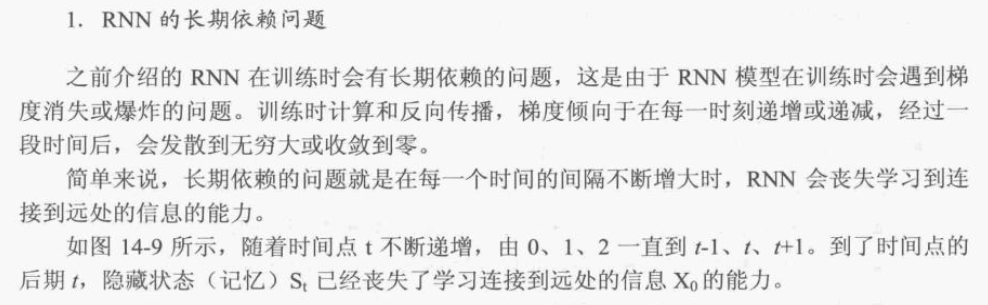 1. RNN 的长期依赖问题
之前介绍的 RNN 在训练时会有长期依赖的问题，这是由于 RNN 模型在训练时会遇到梯
度消失或爆炸的问题。训练时计算和反向传播，梯度倾向于在每一时刻递增或递减，经过一
段时间后，会发散到无穷大或收敛到零。
简单来说，长期依赖的问题就是在每一个时间的间隔不断增大时，RNN 会丧失学习到连
接到远处的信息的能力。
如图 14-9 所示，随着时间点 t 不断递增，由 0、1、2 一直到 t-1、t、t+1。到了时间点的
后期 t，隐藏状态（记忆）St 已经丧失了学习连接到远处的信息 X0 的能力。